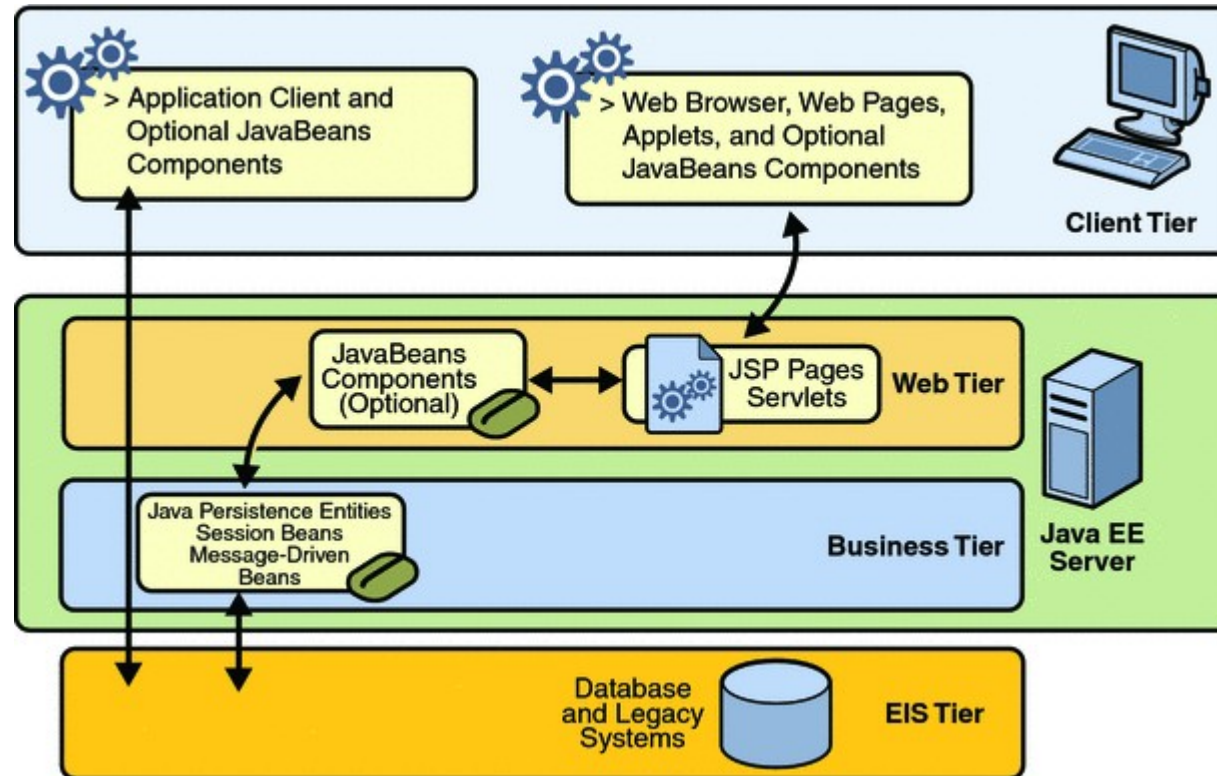 > Application Client and
Optional JavaBeans
Components
> Web Browser, Web Pages,
Applets, and Optional
JavaBeans Components
Client Tier
JavaBeans
Components
(Optional)
JSP Pages
Servlets
Web Tier
Java Persistence Entities
Session Beans
Message-Driven
Beans
Business Tier
Java EE
Server
Database
and Legacy
Systems
EIS Tier